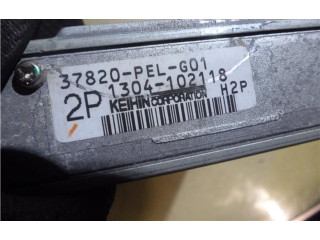 37820-PEL-G01
2P 1304-102118
KEIHIN CORPORATION
H2P